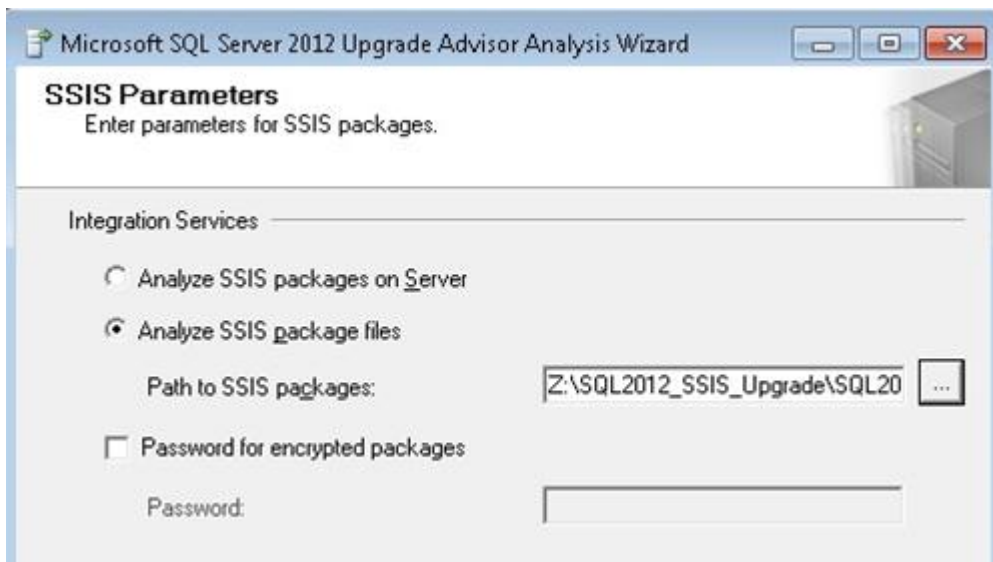 Microsoft SQL Server 2012 Upgrade Advisor Analysis Wizard
SSIS Parameters
Enter parameters for SSIS packages.
Integration Services
Analyze SSIS packages on Server
Analyze SSIS package files
Path to SSIS packages: Z:\SQL2012_SSIS_Upgrade\SQL20 ...
Password for encrypted packages
Password: